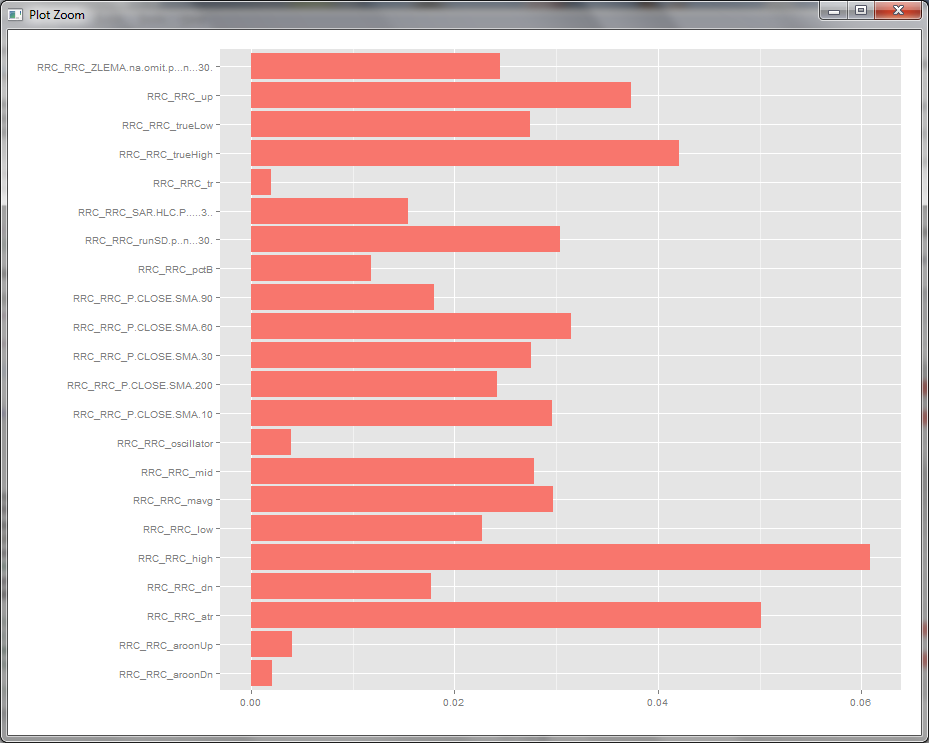 Plot Zoom
RRC_RRC_ZLEMA.na.omit.p...n...30.
RRC_RRC_up
RRC_RRC_trueLow
RRC_RRC_trueHigh
RRC_RRC_tr
RRC_RRC_SAR.HLC.P.....3..
RRC_RRC_runSD.p..n...30.
RRC_RRC_pctB
RRC_RRC_P.CLOSE.SMA.90
RRC_RRC_P.CLOSE.SMA.60
RRC_RRC_P.CLOSE.SMA.30
RRC_RRC_P.CLOSE.SMA.200
RRC_RRC_P.CLOSE.SMA.10
RRC_RRC_oscillator
RRC_RRC_mid
RRC_RRC_mavg
RRC_RRC_low
RRC_RRC_high
RRC_RRC_dn
RRC_RRC_atr
RRC_RRC_aroonUp
RRC_RRC_aroonDn
0.00 0.02 0.04 0.06